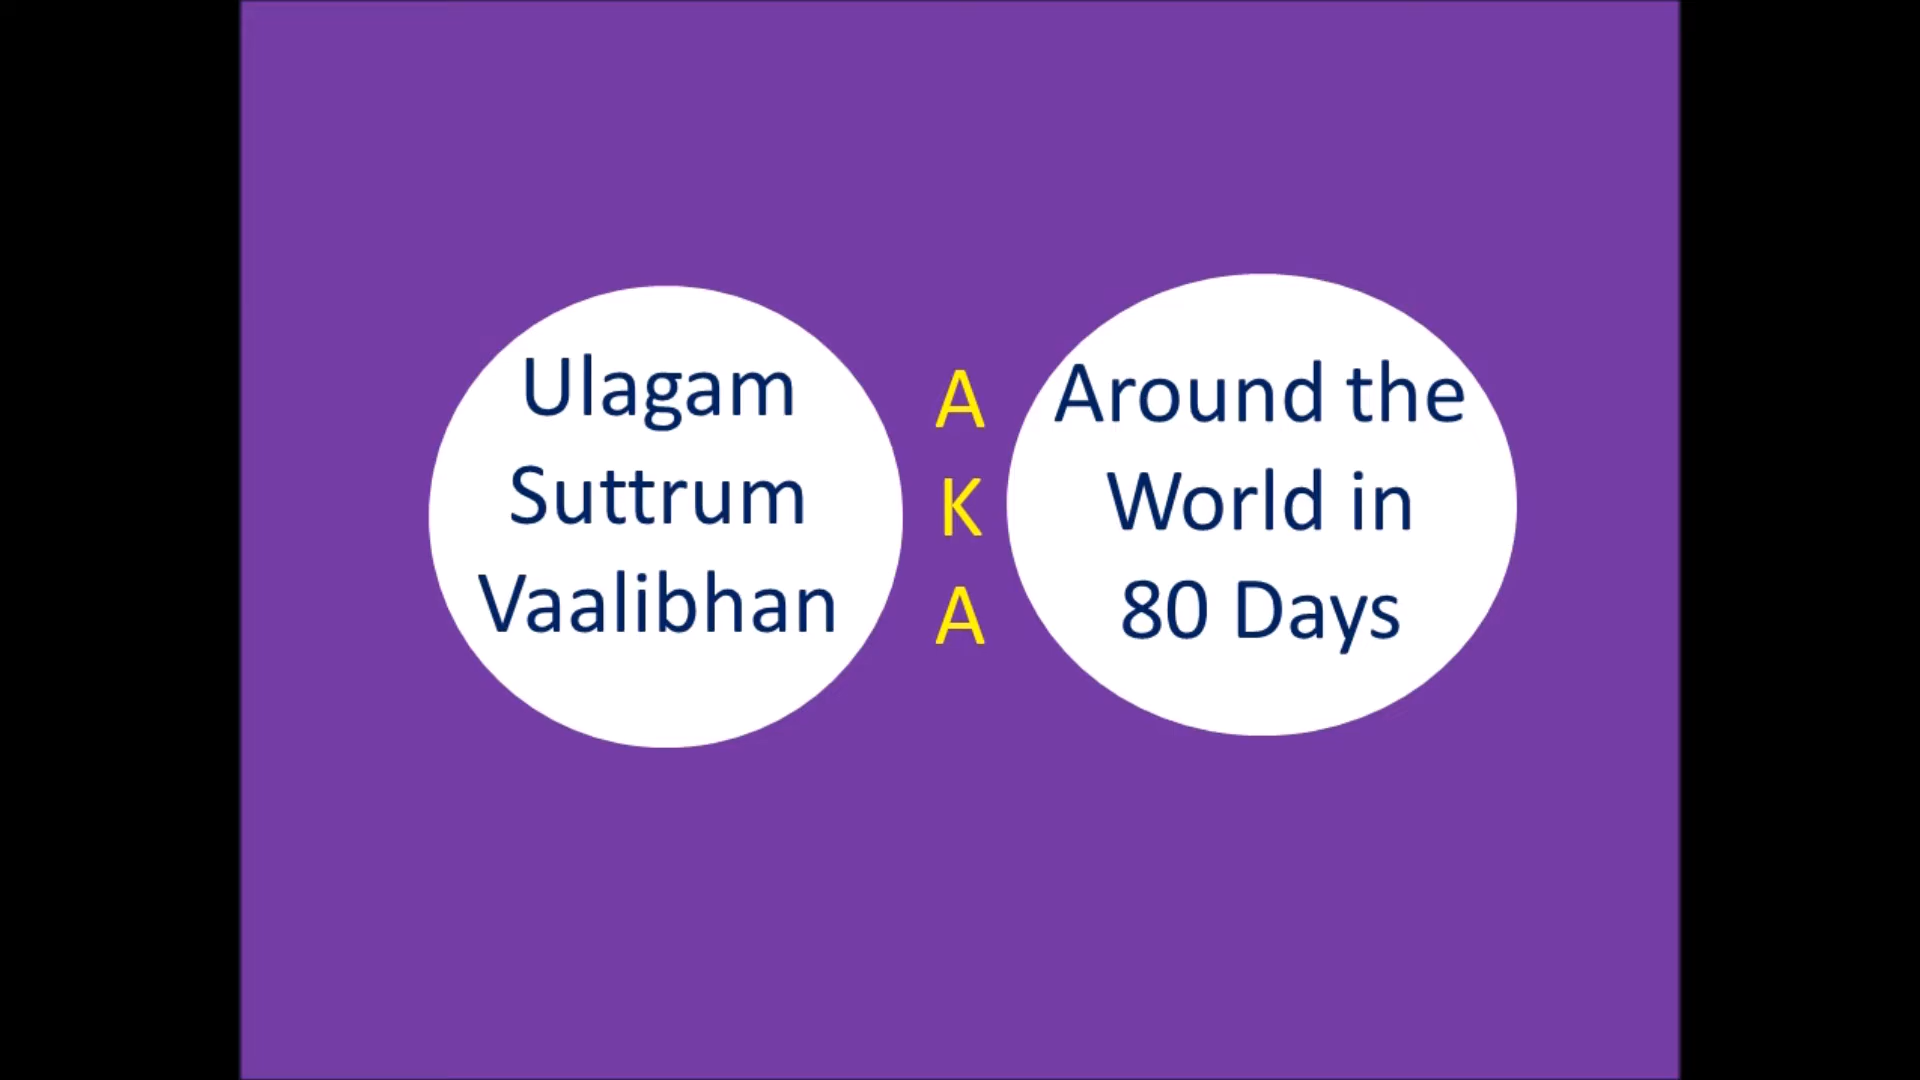 Ulagam
Suttrum
Vaalibhan
A
K
A
Around the
World in
80 Days